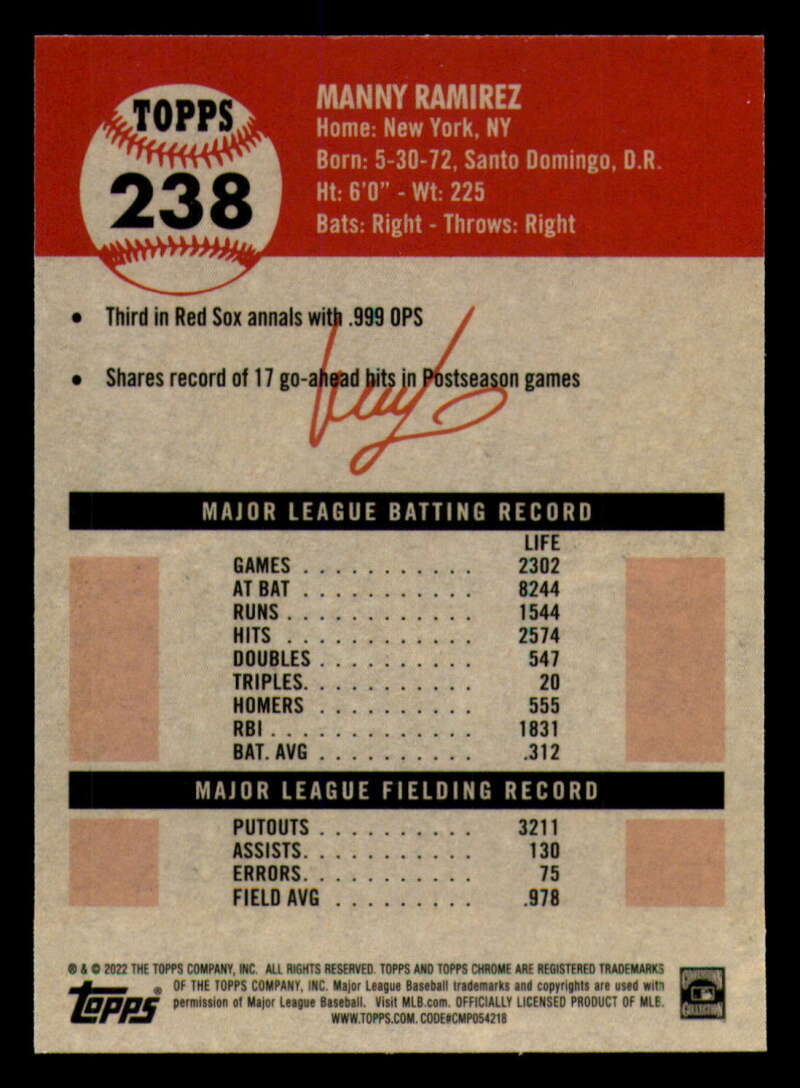 TOPPS
238
MANNY RAMIREZ
Home: New York, NY
Born: 5-30-72, Santo Domingo, D.R.
Ht: 6'0" - Wt: 225
Bats: Right - Throws: Right
• Third in Red Sox annals with .999 OPS
• Shares record of 17 go-ahead hits in Postseason games
MAJOR LEAGUE BATTING RECORD
LIFE
GAMES . . . . . . . . . . . 2302
AT BAT . . . . . . . . . . . 8244
RUNS . . . . . . . . . . . . 1544
HITS . . . . . . . . . . . . 2574
DOUBLES . . . . . . . . . . 547
TRIPLES. . . . . . . . . . . 20
HOMERS . . . . . . . . . . 555
RBI . . . . . . . . . . . . . 1831
BAT. AVG . . . . . . . . . . .312
MAJOR LEAGUE FIELDING RECORD
PUTOUTS . . . . . . . . . . 3211
ASSISTS. . . . . . . . . . . 130
ERRORS. . . . . . . . . . . 75
FIELD AVG . . . . . . . . . .978
® & © 2022 THE TOPPS COMPANY, INC. ALL RIGHTS RESERVED. TOPPS AND TOPPS CHROME ARE REGISTERED TRADEMARKS
OF THE TOPPS COMPANY, INC. Major League Baseball trademarks and copyrights are used with
permission of Major League Baseball. Visit MLB.com. OFFICIALLY LICENSED PRODUCT OF MLB.
WWW.TOPPS.COM. CODE#CMP054218
Topps®
COOPERSTOWN
COLLECTION